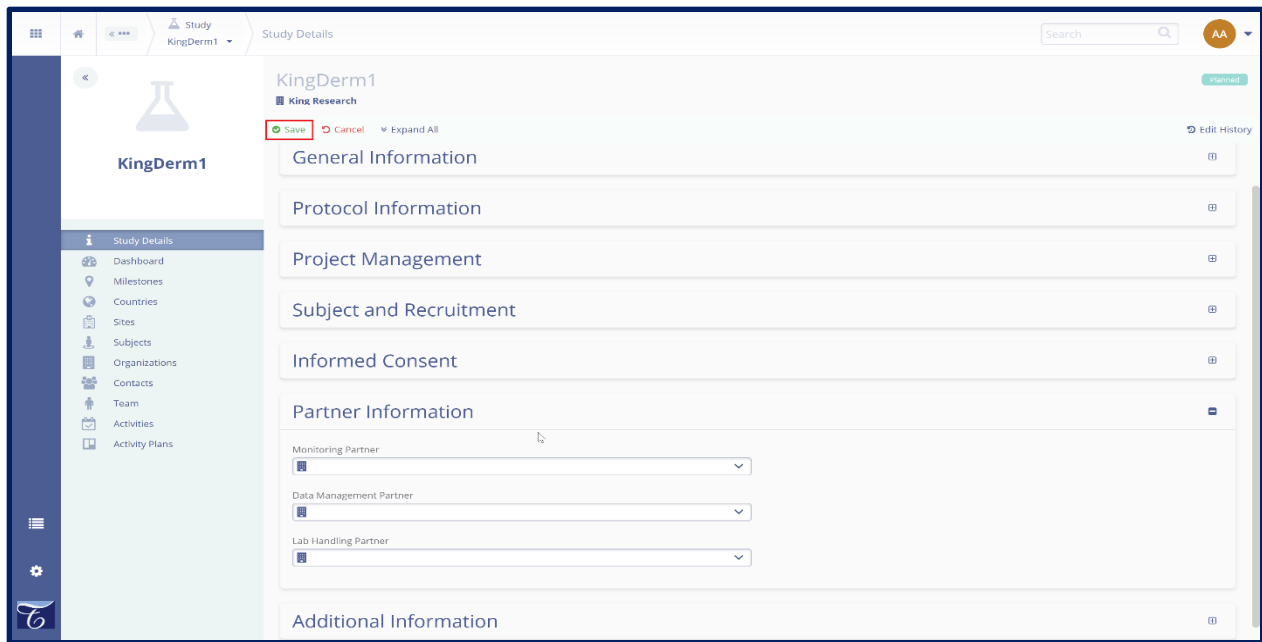 Study
KingDerm1
Study Details
Search
AA
KingDerm1
Planned
King Research
Save Cancel Expand All Edit History
KingDerm1
General Information
Protocol Information
Project Management
Subject and Recruitment
Informed Consent
Partner Information
Monitoring Partner
Data Management Partner
Lab Handling Partner
Additional Information
Study Details
Dashboard
Milestones
Countries
Sites
Subjects
Organizations
Contacts
Team
Activities
Activity Plans